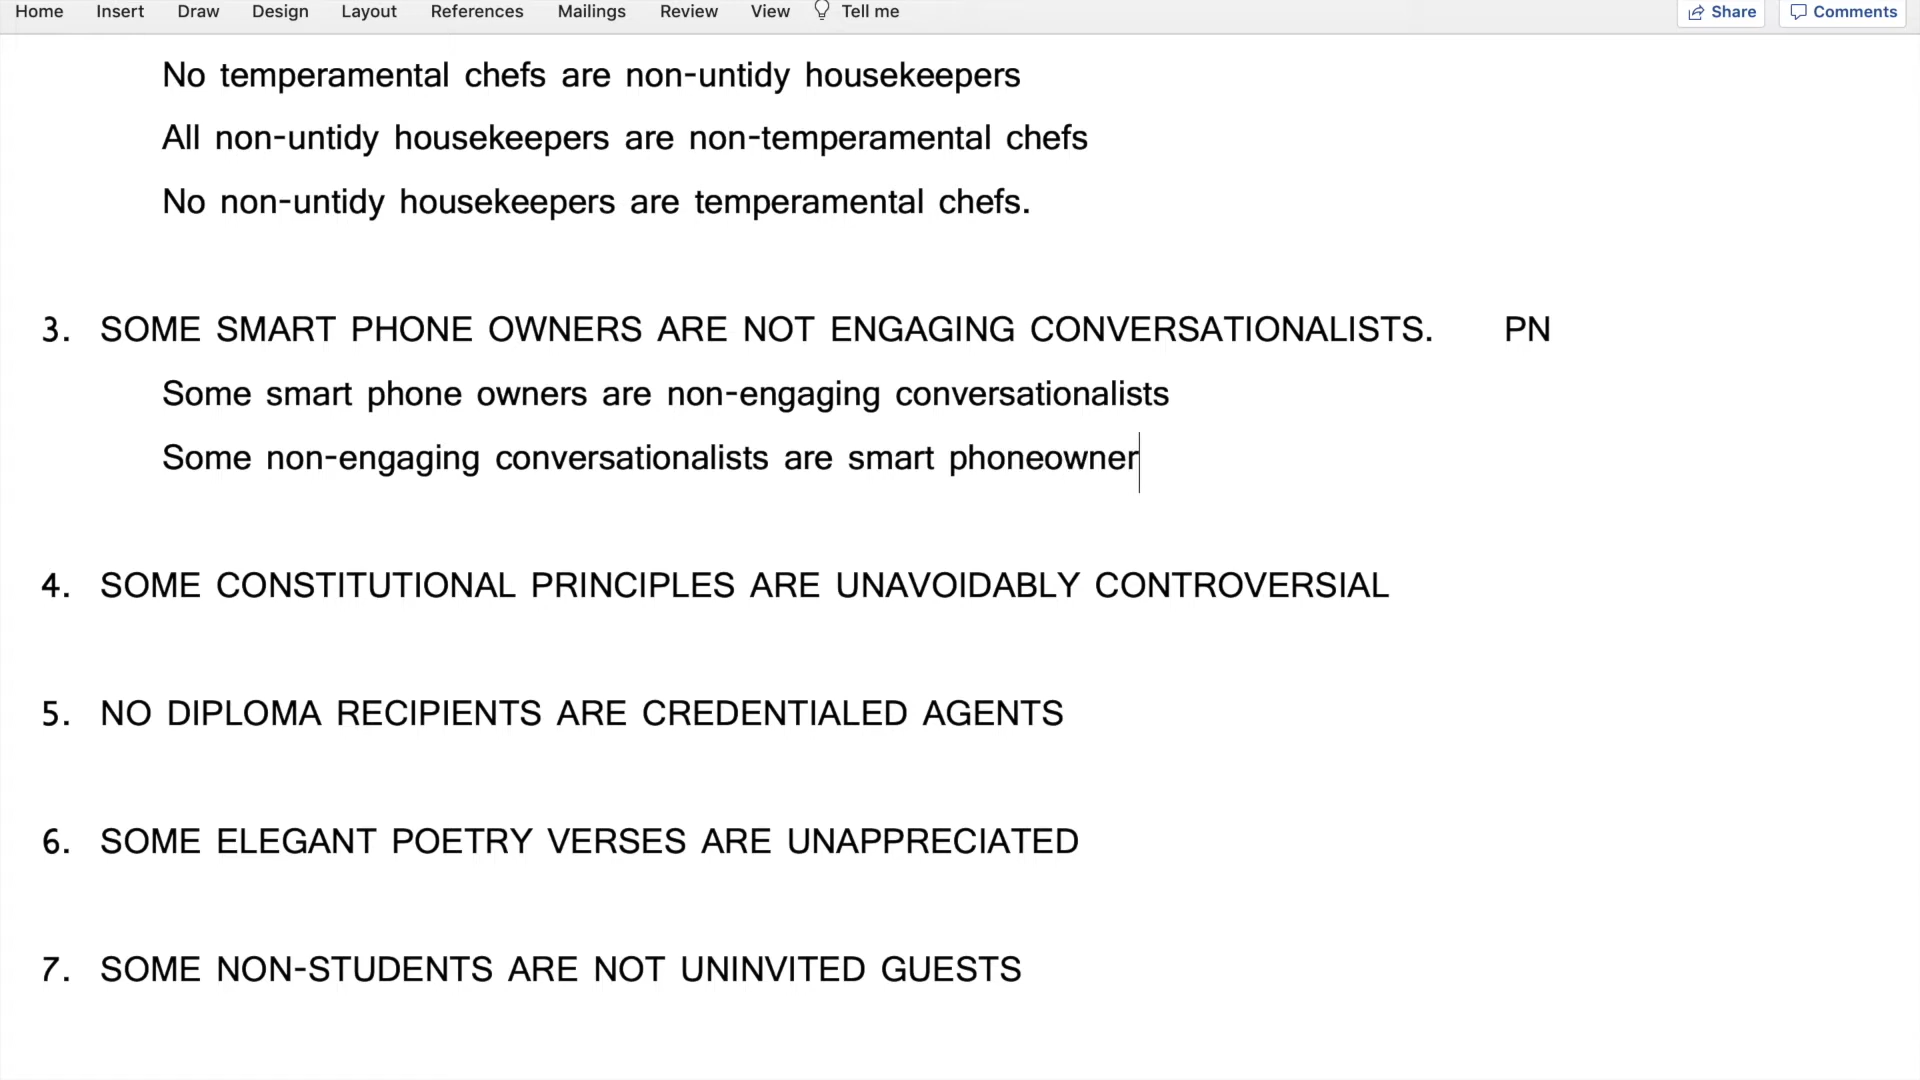 Home Insert Draw Design Layout References Mailings Review View Tell me Share Comments
No temperamental chefs are non-untidy housekeepers
All non-untidy housekeepers are non-temperamental chefs
No non-untidy housekeepers are temperamental chefs.
3. SOME SMART PHONE OWNERS ARE NOT ENGAGING CONVERSATIONALISTS. PN
Some smart phone owners are non-engaging conversationalists
Some non-engaging conversationalists are smart phoneowner
4. SOME CONSTITUTIONAL PRINCIPLES ARE UNAVOIDABLY CONTROVERSIAL
5. NO DIPLOMA RECIPIENTS ARE CREDENTIALED AGENTS
6. SOME ELEGANT POETRY VERSES ARE UNAPPRECIATED
7. SOME NON-STUDENTS ARE NOT UNINVITED GUESTS